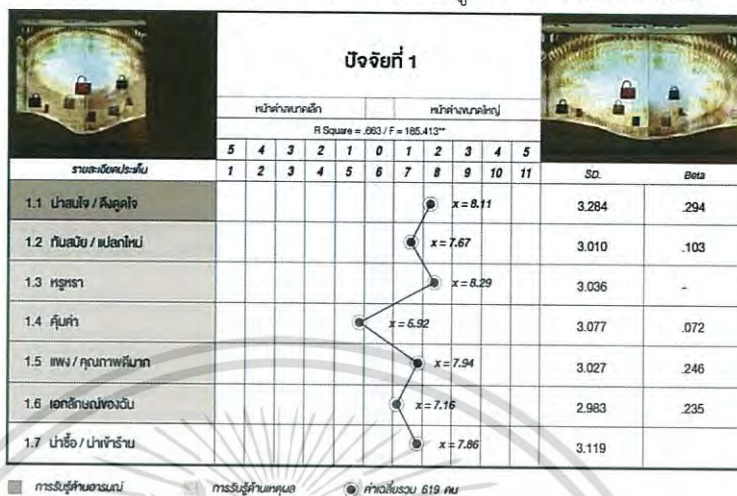 ปัจจัยที่ 1
หน้าต่างขนาดเล็ก หน้าต่างขนาดใหญ่
R Square = .663 / F = 185.413**
5 4 3 2 1 0 1 2 3 4 5
รายละเอียดประเด็น 1 2 3 4 5 6 7 8 9 10 11 SD. Beta
1.1 น่าสนใจ / ดึงดูดใจ x = 8.11 3.284 .294
1.2 ทันสมัย / แปลกใหม่ x = 7.67 3.010 .103
1.3 หรูหรา x = 8.29 3.036 -
1.4 คุ้มค่า x = 5.92 3.077 .072
1.5 แพง / คุณภาพดีมาก x = 7.94 3.027 .246
1.6 เอกลักษณ์ของฉัน x = 7.16 2.983 .235
1.7 น่าซื้อ / น่าเข้าร้าน x = 7.86 3.119
การรับรู้ด้านอารมณ์ การรับรู้ด้านเหตุผล ค่าเฉลี่ยรวม 619 คน